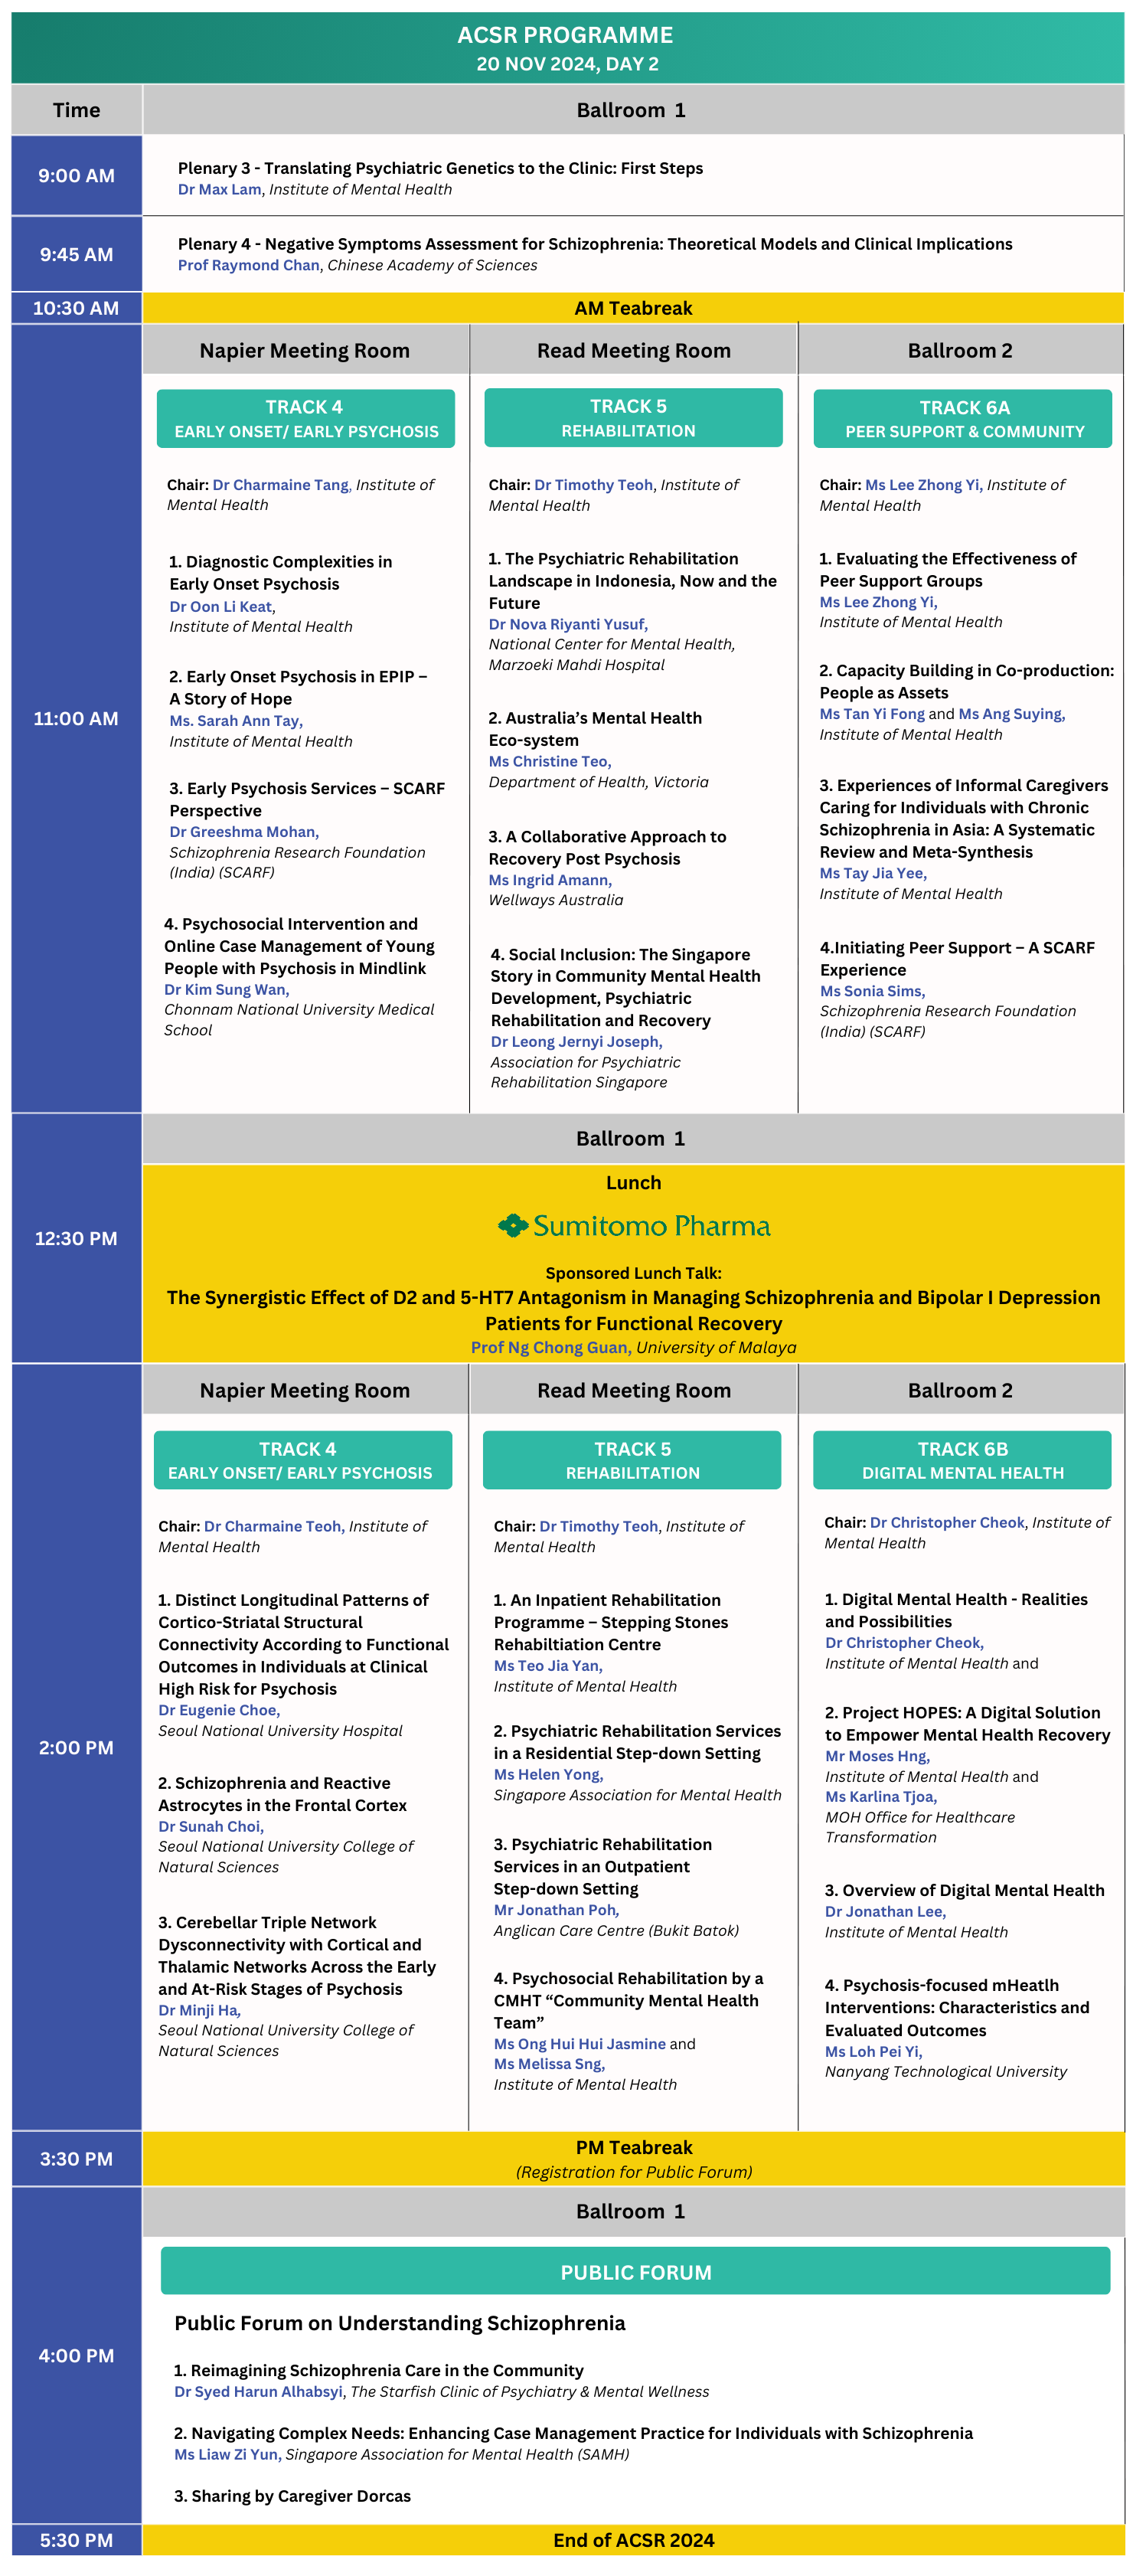 ACSR PROGRAMME
20 NOV 2024, DAY 2
Time
Ballroom 1
9:00 AM
Plenary 3 - Translating Psychiatric Genetics to the Clinic: First Steps
Dr Max Lam, Institute of Mental Health
9:45 AM
Plenary 4 - Negative Symptoms Assessment for Schizophrenia: Theoretical Models and Clinical Implications
Prof Raymond Chan, Chinese Academy of Sciences
10:30 AM
AM Teabreak
11:00 AM
Napier Meeting Room
TRACK 4
EARLY ONSET/ EARLY PSYCHOSIS
Chair: Dr Charmaine Tang, Institute of
Mental Health
1. Diagnostic Complexities in
Early Onset Psychosis
Dr Oon Li Keat,
Institute of Mental Health
2. Early Onset Psychosis in EPIP –
A Story of Hope
Ms. Sarah Ann Tay,
Institute of Mental Health
3. Early Psychosis Services – SCARF
Perspective
Dr Greeshma Mohan,
Schizophrenia Research Foundation
(India) (SCARF)
4. Psychosocial Intervention and
Online Case Management of Young
People with Psychosis in Mindlink
Dr Kim Sung Wan,
Chonnam National University Medical
School
Read Meeting Room
TRACK 5
REHABILITATION
Chair: Dr Timothy Teoh, Institute of
Mental Health
1. The Psychiatric Rehabilitation
Landscape in Indonesia, Now and the
Future
Dr Nova Riyanti Yusuf,
National Center for Mental Health,
Marzoeki Mahdi Hospital
2. Australia’s Mental Health
Eco-system
Ms Christine Teo,
Department of Health, Victoria
3. A Collaborative Approach to
Recovery Post Psychosis
Ms Ingrid Amann,
Wellways Australia
4. Social Inclusion: The Singapore
Story in Community Mental Health
Development, Psychiatric
Rehabilitation and Recovery
Dr Leong Jernyi Joseph,
Association for Psychiatric
Rehabilitation Singapore
Ballroom 2
TRACK 6A
PEER SUPPORT & COMMUNITY
Chair: Ms Lee Zhong Yi, Institute of
Mental Health
1. Evaluating the Effectiveness of
Peer Support Groups
Ms Lee Zhong Yi,
Institute of Mental Health
2. Capacity Building in Co-production:
People as Assets
Ms Tan Yi Fong and Ms Ang Suying,
Institute of Mental Health
3. Experiences of Informal Caregivers
Caring for Individuals with Chronic
Schizophrenia in Asia: A Systematic
Review and Meta-Synthesis
Ms Tay Jia Yee,
Institute of Mental Health
4.Initiating Peer Support – A SCARF
Experience
Ms Sonia Sims,
Schizophrenia Research Foundation
(India) (SCARF)
12:30 PM
Ballroom 1
Lunch
Sumitomo Pharma
Sponsored Lunch Talk:
The Synergistic Effect of D2 and 5-HT7 Antagonism in Managing Schizophrenia and Bipolar I Depression
Patients for Functional Recovery
Prof Ng Chong Guan, University of Malaya
2:00 PM
Napier Meeting Room
TRACK 4
EARLY ONSET/ EARLY PSYCHOSIS
Chair: Dr Charmaine Teoh, Institute of
Mental Health
1. Distinct Longitudinal Patterns of
Cortico-Striatal Structural
Connectivity According to Functional
Outcomes in Individuals at Clinical
High Risk for Psychosis
Dr Eugenie Choe,
Seoul National University Hospital
2. Schizophrenia and Reactive
Astrocytes in the Frontal Cortex
Dr Sunah Choi,
Seoul National University College of
Natural Sciences
3. Cerebellar Triple Network
Dysconnectivity with Cortical and
Thalamic Networks Across the Early
and At-Risk Stages of Psychosis
Dr Minji Ha,
Seoul National University College of
Natural Sciences
Read Meeting Room
TRACK 5
REHABILITATION
Chair: Dr Timothy Teoh, Institute of
Mental Health
1. An Inpatient Rehabilitation
Programme – Stepping Stones
Rehabiltiation Centre
Ms Teo Jia Yan,
Institute of Mental Health
2. Psychiatric Rehabilitation Services
in a Residential Step-down Setting
Ms Helen Yong,
Singapore Association for Mental Health
3. Psychiatric Rehabilitation
Services in an Outpatient
Step-down Setting
Mr Jonathan Poh,
Anglican Care Centre (Bukit Batok)
4. Psychosocial Rehabilitation by a
CMHT “Community Mental Health
Team”
Ms Ong Hui Hui Jasmine and
Ms Melissa Sng,
Institute of Mental Health
Ballroom 2
TRACK 6B
DIGITAL MENTAL HEALTH
Chair: Dr Christopher Cheok, Institute of
Mental Health
1. Digital Mental Health - Realities
and Possibilities
Dr Christopher Cheok,
Institute of Mental Health and
2. Project HOPES: A Digital Solution
to Empower Mental Health Recovery
Mr Moses Hng,
Institute of Mental Health and
Ms Karlina Tjoa,
MOH Office for Healthcare
Transformation
3. Overview of Digital Mental Health
Dr Jonathan Lee,
Institute of Mental Health
4. Psychosis-focused mHeatlh
Interventions: Characteristics and
Evaluated Outcomes
Ms Loh Pei Yi,
Nanyang Technological University
3:30 PM
PM Teabreak
(Registration for Public Forum)
4:00 PM
Ballroom 1
PUBLIC FORUM
Public Forum on Understanding Schizophrenia
1. Reimagining Schizophrenia Care in the Community
Dr Syed Harun Alhabsyi, The Starfish Clinic of Psychiatry & Mental Wellness
2. Navigating Complex Needs: Enhancing Case Management Practice for Individuals with Schizophrenia
Ms Liaw Zi Yun, Singapore Association for Mental Health (SAMH)
3. Sharing by Caregiver Dorcas
5:30 PM
End of ACSR 2024